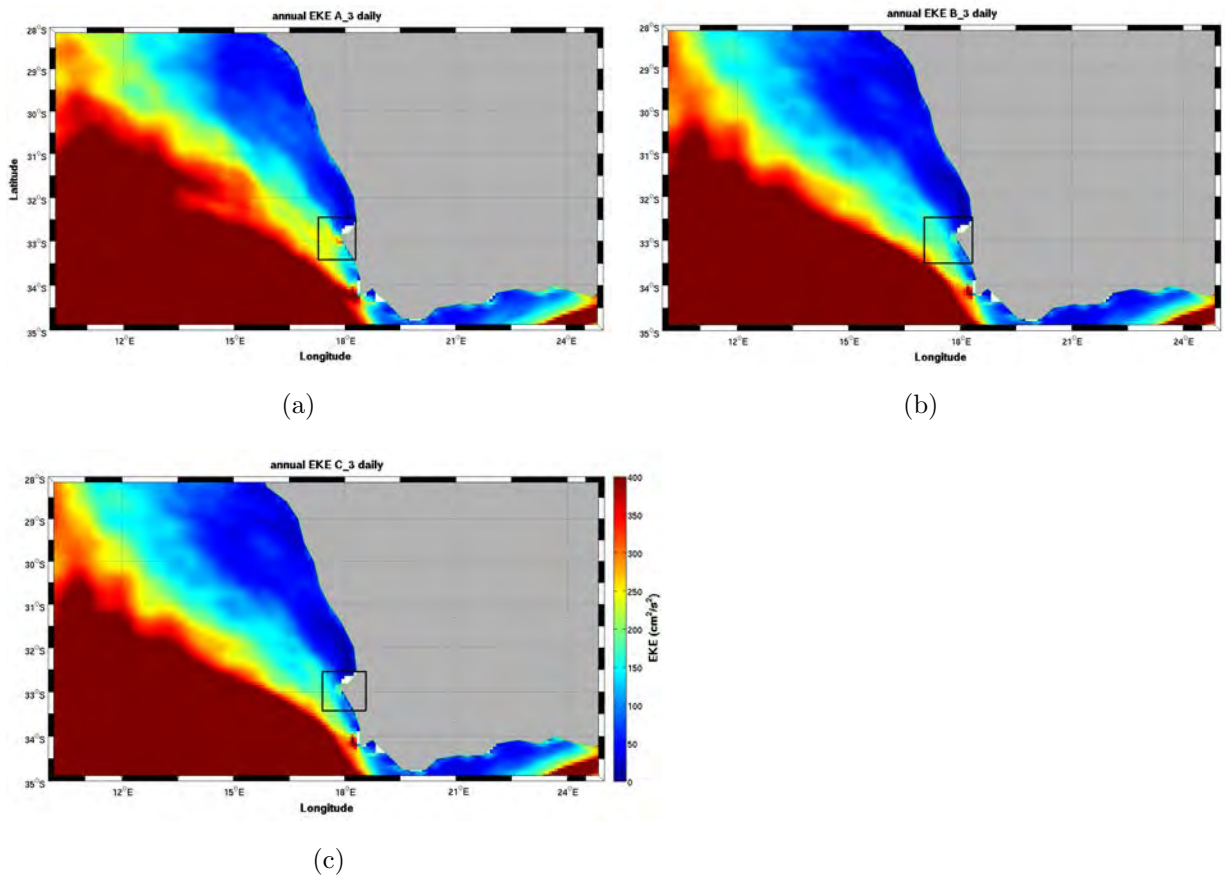 annual EKE A_3 daily
28°S
29°S
30°S
31°S
32°S
33°S
34°S
35°S
Latitude
12°E 15°E 18°E 21°E 24°E
Longitude
(a)
annual EKE B_3 daily
28°S
29°S
30°S
31°S
32°S
33°S
34°S
35°S
12°E 15°E 18°E 21°E 24°E
Longitude
(b)
annual EKE C_3 daily
28°S
29°S
30°S
31°S
32°S
33°S
34°S
35°S
12°E 15°E 18°E 21°E 24°E
Longitude
400
350
300
250
200
150
100
50
0
EKE (cm²/s²)
(c)